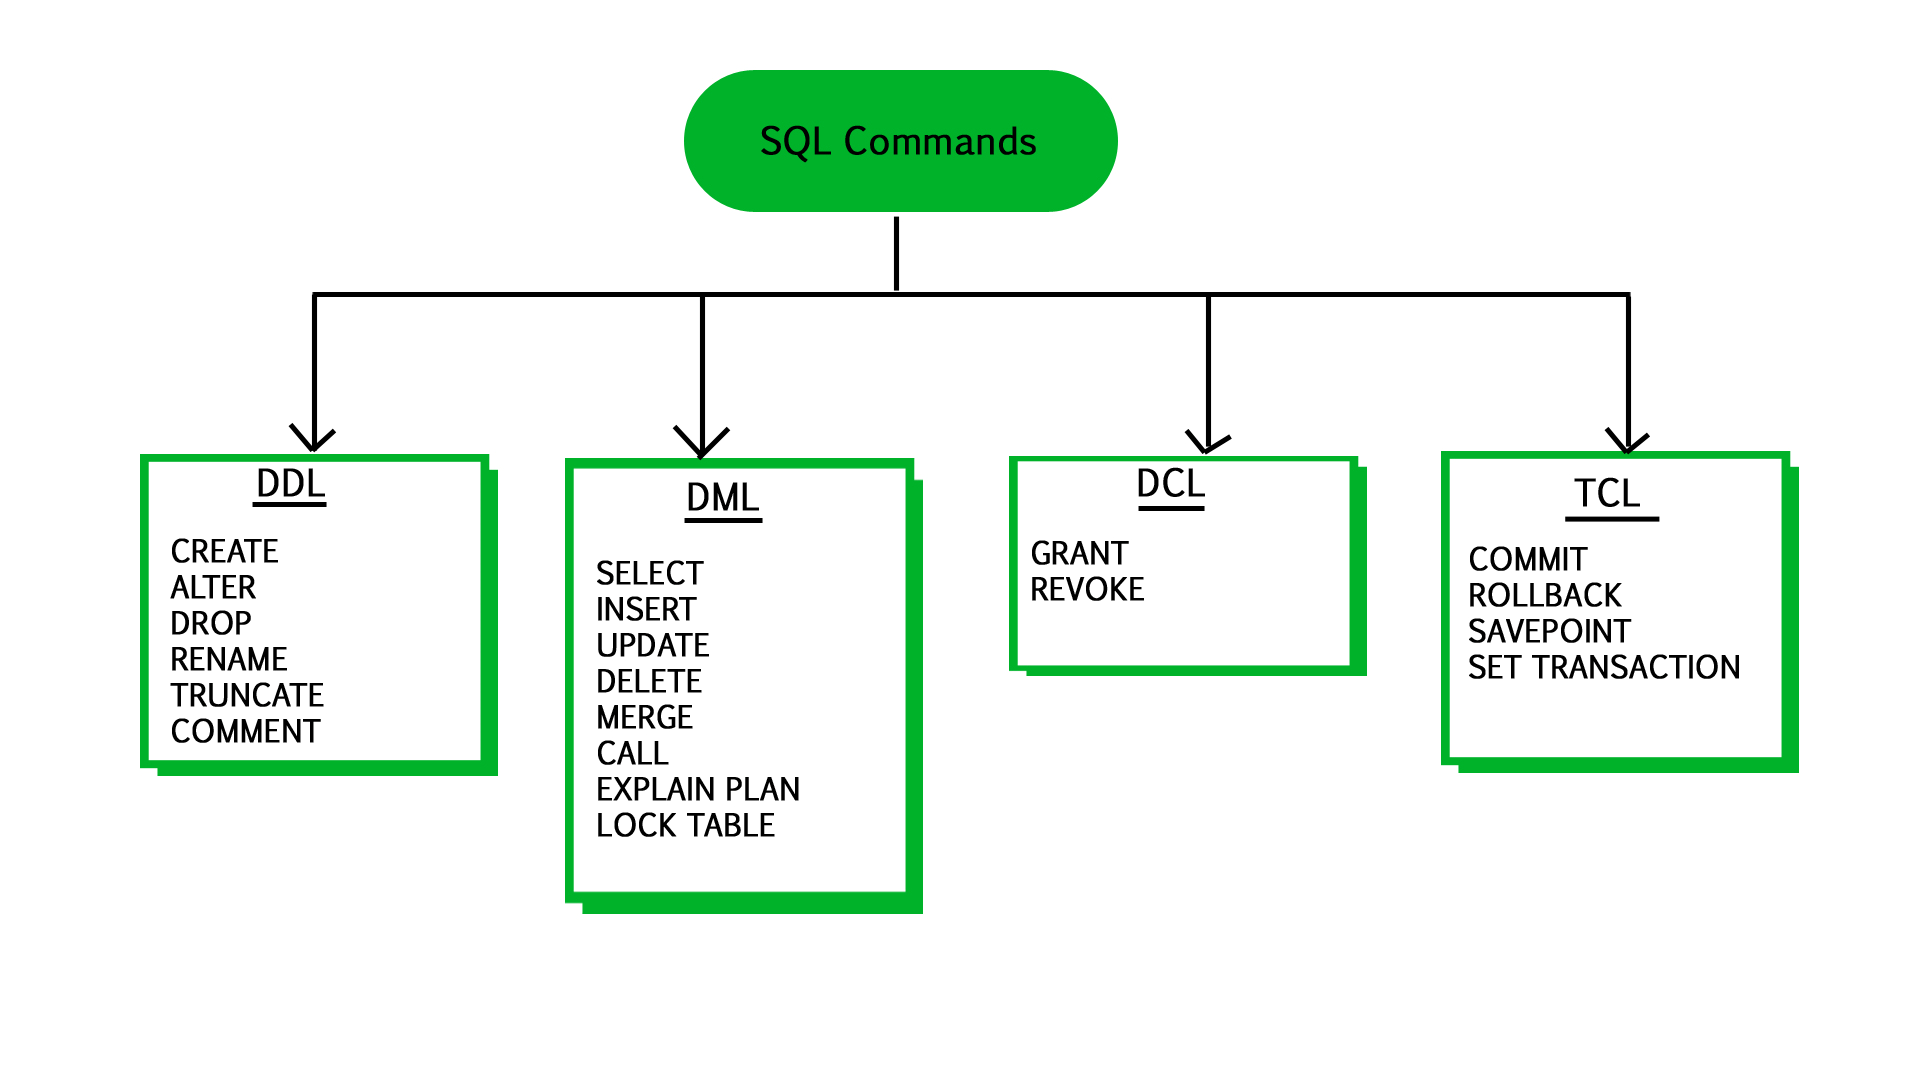 SQL Commands
DDL
CREATE
ALTER
DROP
RENAME
TRUNCATE
COMMENT
DML
SELECT
INSERT
UPDATE
DELETE
MERGE
CALL
EXPLAIN PLAN
LOCK TABLE
DCL
GRANT
REVOKE
TCL
COMMIT
ROLLBACK
SAVEPOINT
SET TRANSACTION